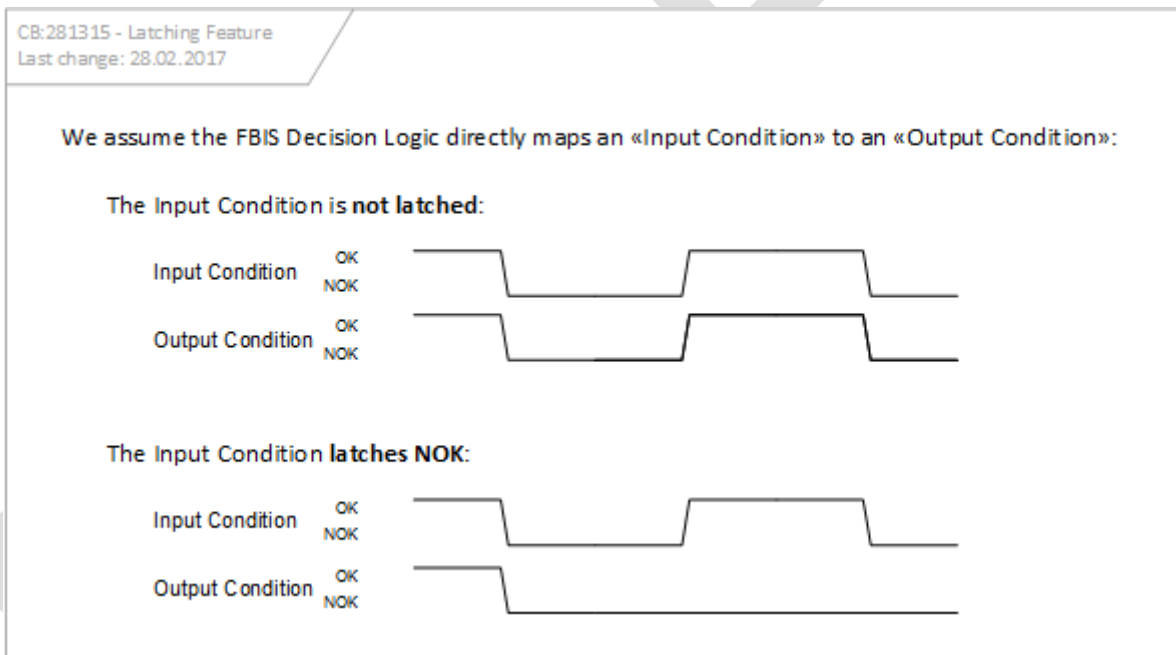 CB:281315 - Latching Feature
Last change: 28.02.2017
We assume the FBIS Decision Logic directly maps an «Input Condition» to an «Output Condition»:
The Input Condition is not latched:
Input Condition OK
NOK
Output Condition OK
NOK
The Input Condition latches NOK:
Input Condition OK
NOK
Output Condition OK
NOK